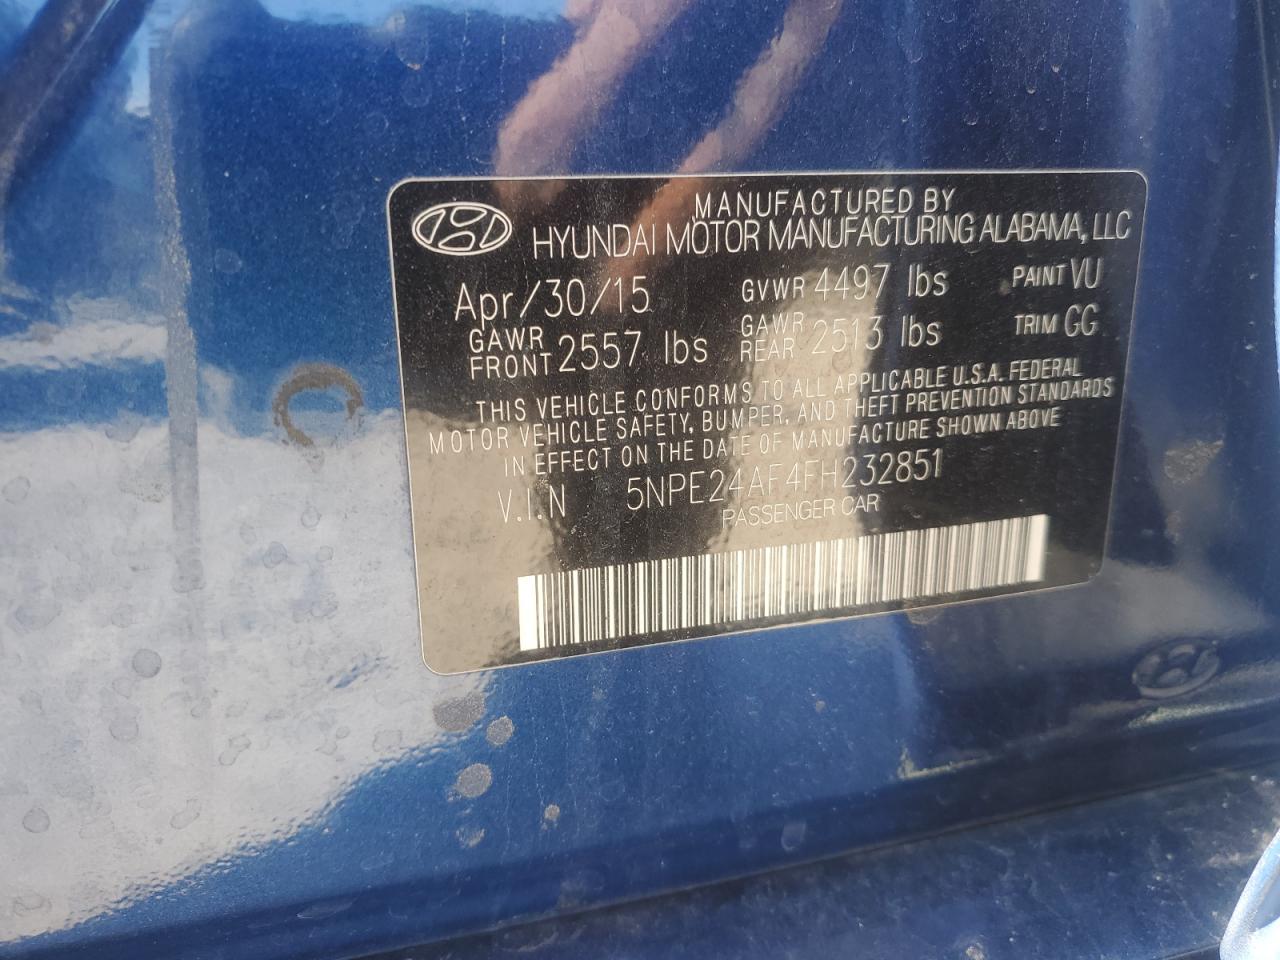 MANUFACTURED BY
HYUNDAI MOTOR MANUFACTURING ALABAMA, LLC
Apr/30/15 GVWR 4497 lbs PAINT VU
GAWR FRONT 2557 lbs GAWR REAR 2513 lbs TRIM GG
THIS VEHICLE CONFORMS TO ALL APPLICABLE U.S.A. FEDERAL
MOTOR VEHICLE SAFETY, BUMPER, AND THEFT PREVENTION STANDARDS
IN EFFECT ON THE DATE OF MANUFACTURE SHOWN ABOVE
V.I.N 5NPE24AF4FH232851
PASSENGER CAR